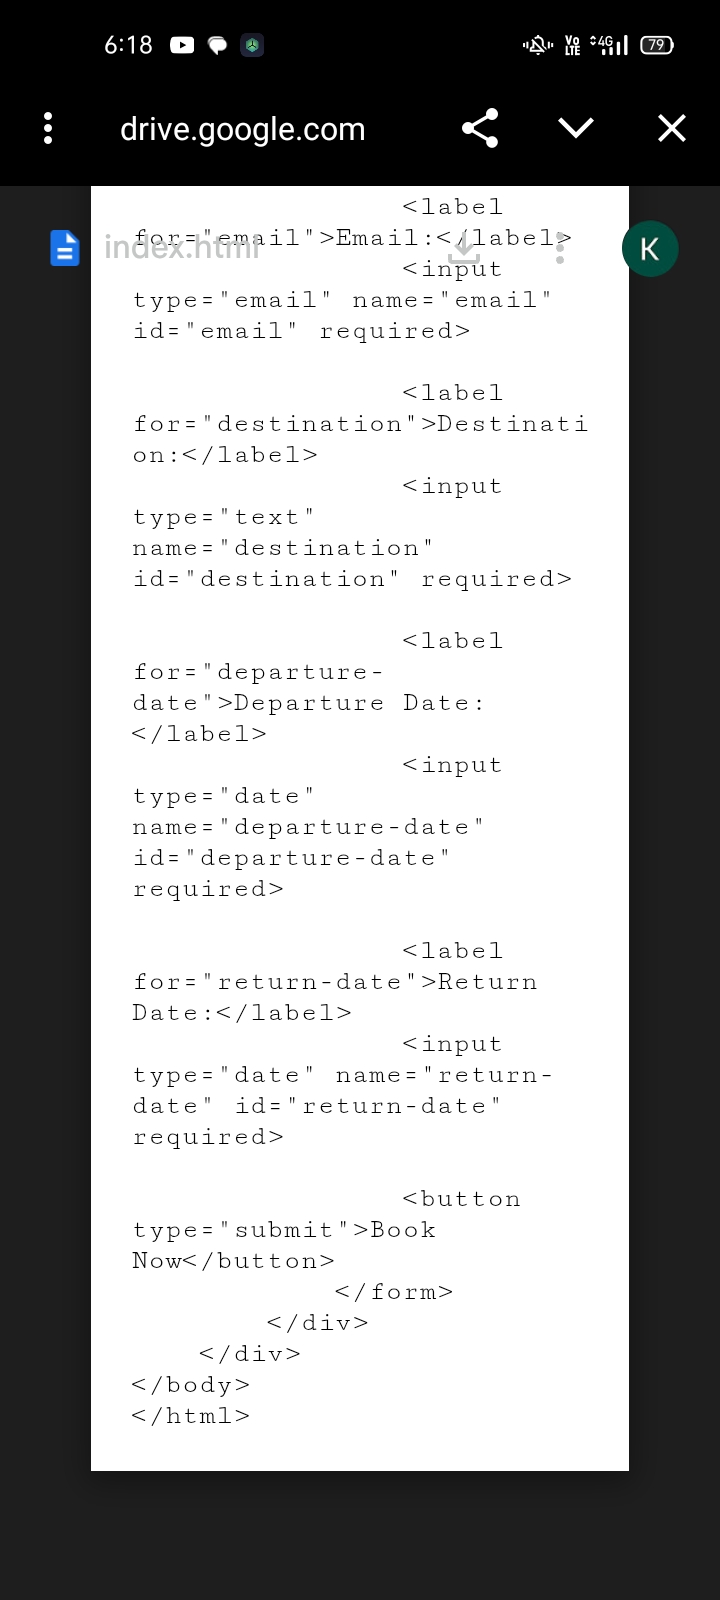 6:18
Vo LTE 4G 79
drive.google.com
<label
index.html
for="email">Email:</label>
K
<input
type="email" name="email"
id="email" required>
<label
for="destination">Destinati
on:</label>
<input
type="text"
name="destination"
id="destination" required>
<label
for="departure-
date">Departure Date:
</label>
<input
type="date"
name="departure-date"
id="departure-date"
required>
<label
for="return-date">Return
Date:</label>
<input
type="date" name="return-
date" id="return-date"
required>
<button
type="submit">Book
Now</button>
</form>
</div>
</div>
</body>
</html>